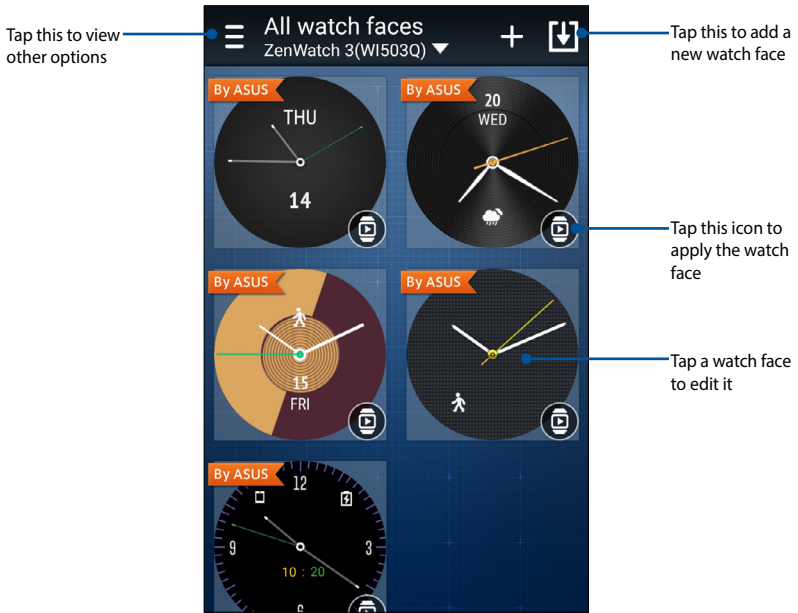 Tap this to view
other options
All watch faces
ZenWatch 3(WI503Q)
Tap this to add a
new watch face
By ASUS
THU
14
By ASUS
20
WED
Tap this icon to
apply the watch
face
By ASUS
15
FRI
By ASUS
Tap a watch face
to edit it
By ASUS
12
9
3
10 : 20
6